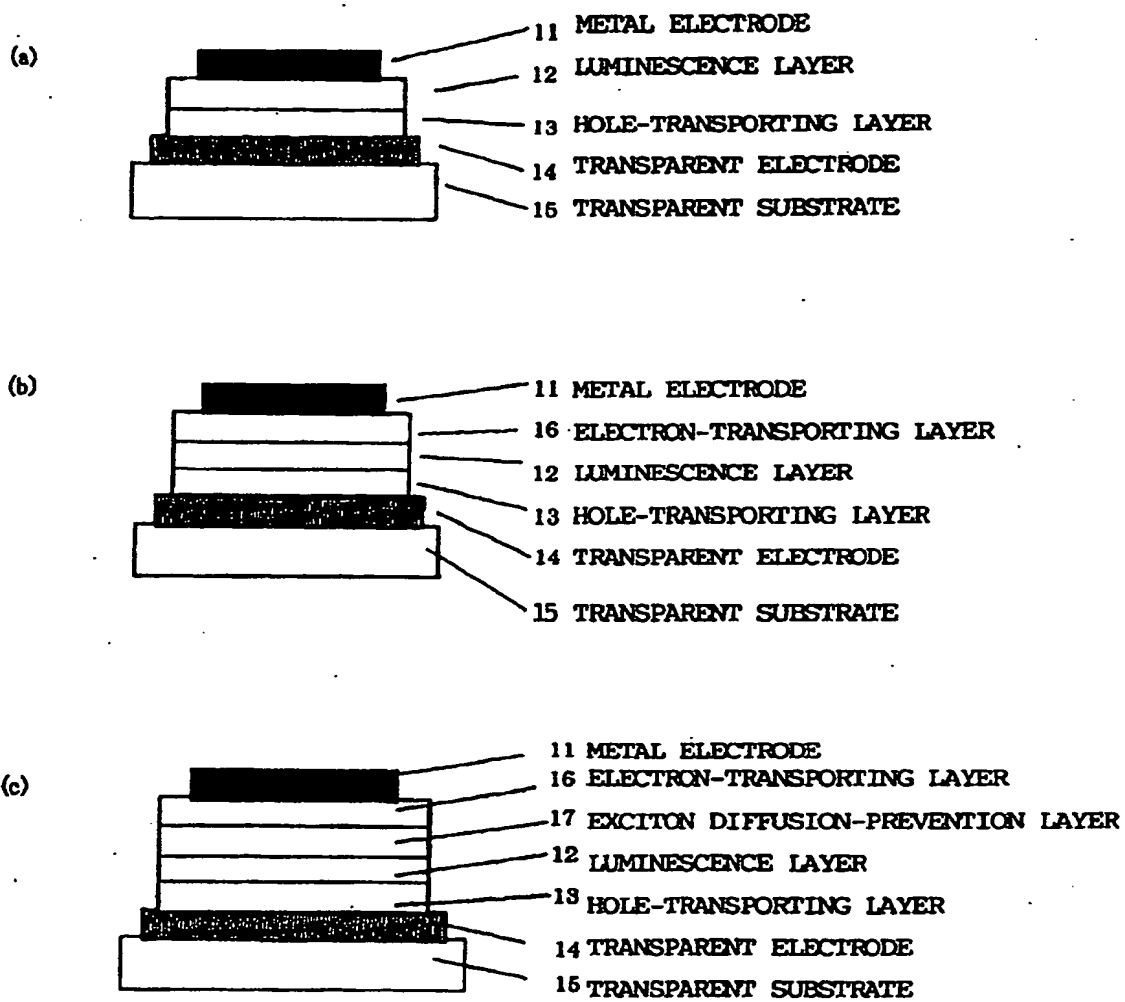 (a)
11 METAL ELECTRODE
12 LUMINESCENCE LAYER
13 HOLE-TRANSPORTING LAYER
14 TRANSPARENT ELECTRODE
15 TRANSPARENT SUBSTRATE
(b)
11 METAL ELECTRODE
16 ELECTRON-TRANSPORTING LAYER
12 LUMINESCENCE LAYER
13 HOLE-TRANSPORTING LAYER
14 TRANSPARENT ELECTRODE
15 TRANSPARENT SUBSTRATE
(c)
11 METAL ELECTRODE
16 ELECTRON-TRANSPORTING LAYER
17 EXCITON DIFFUSION-PREVENTION LAYER
12 LUMINESCENCE LAYER
13 HOLE-TRANSPORTING LAYER
14 TRANSPARENT ELECTRODE
15 TRANSPARENT SUBSTRATE